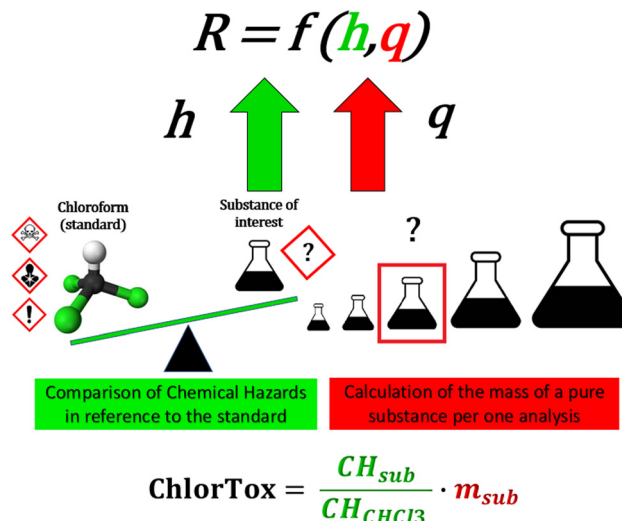 R = f(h,q)
h
q
Chloroform
(standard)
Substance of
interest
?
?
!
Comparison of Chemical Hazards
in reference to the standard
Calculation of the mass of a pure
substance per one analysis
ChlorTox = CH_sub / CH_CHCl3 · m_sub